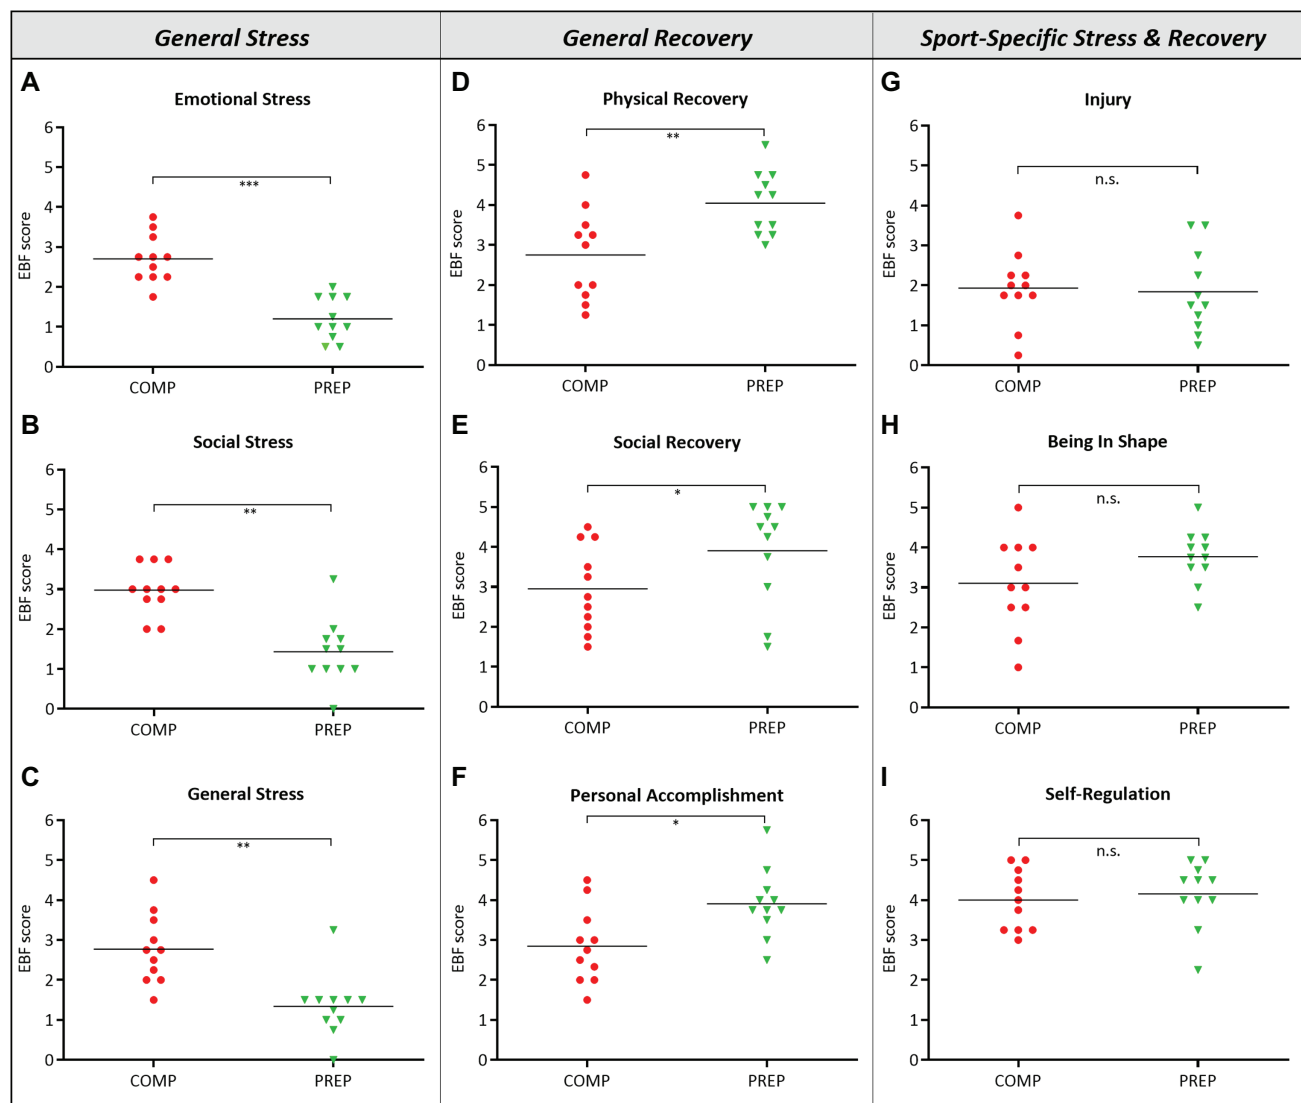 General Stress
General Recovery
Sport-Specific Stress & Recovery
A
Emotional Stress
6
5
4
3
2
1
0
EBF score
***
COMP
PREP
D
Physical Recovery
6
5
4
3
2
1
0
EBF score
**
COMP
PREP
G
Injury
6
5
4
3
2
1
0
EBF score
n.s.
COMP
PREP
B
Social Stress
6
5
4
3
2
1
0
EBF score
**
COMP
PREP
E
Social Recovery
6
5
4
3
2
1
0
EBF score
*
COMP
PREP
H
Being In Shape
6
5
4
3
2
1
0
EBF score
n.s.
COMP
PREP
C
General Stress
6
5
4
3
2
1
0
EBF score
**
COMP
PREP
F
Personal Accomplishment
6
5
4
3
2
1
0
EBF score
*
COMP
PREP
I
Self-Regulation
6
5
4
3
2
1
0
EBF score
n.s.
COMP
PREP